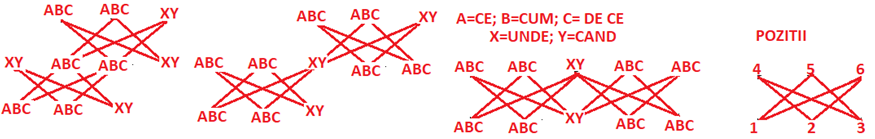 ABC ABC XY
XY ABC ABC XY
ABC ABC XY
ABC ABC XY
ABC ABC XY ABC ABC
ABC ABC XY
A=CE; B=CUM; C= DE CE
X=UNDE; Y=CAND
ABC ABC XY ABC ABC
ABC ABC XY ABC ABC
POZITII
4 5 6
1 2 3